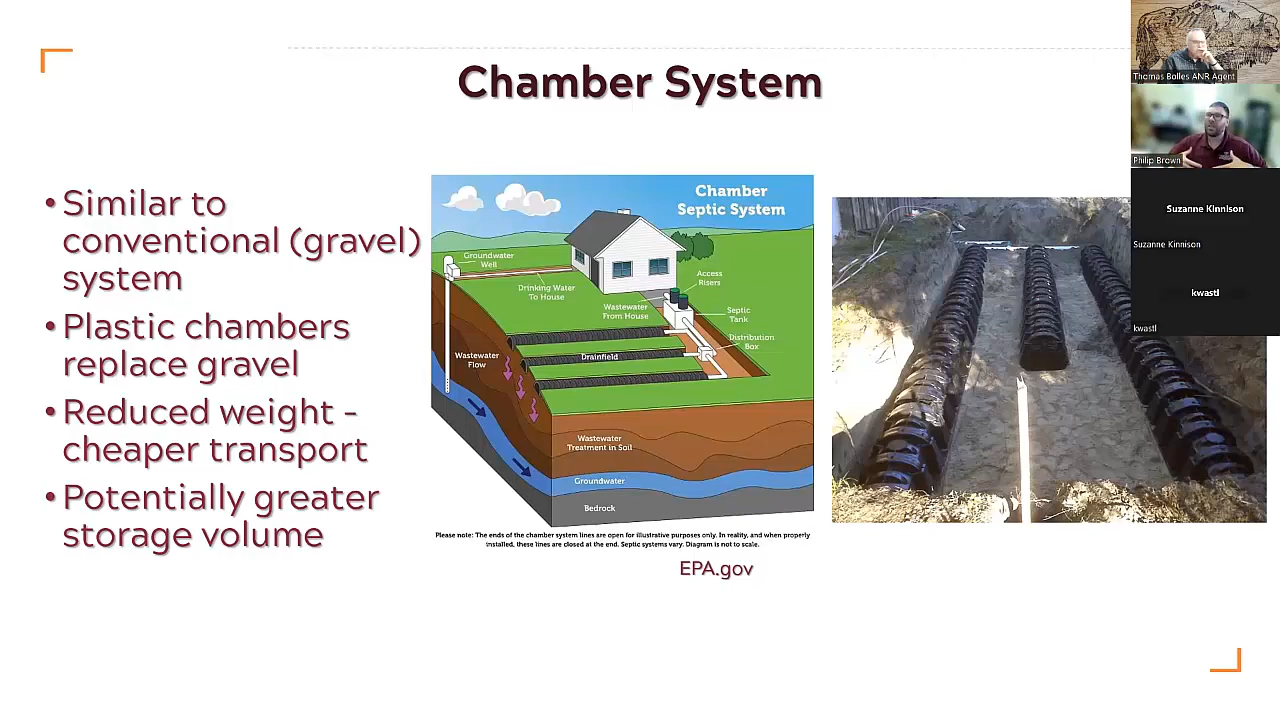 Chamber System
• Similar to
conventional (gravel)
system
• Plastic chambers
replace gravel
• Reduced weight -
cheaper transport
• Potentially greater
storage volume
Chamber
Septic System
Groundwater
Well
Drinking Water
To House
Wastewater
From House
Access
Risers
Septic
Tank
Distribution
Box
Drainfield
Wastewater
Flow
Wastewater
Treatment in Soil
Groundwater
Bedrock
Please note: The ends of the chamber system lines are open for illustrative purposes only. In reality, and when properly
installed, these lines are closed at the end. Septic systems vary. Diagram is not to scale.
EPA.gov
Thomas Bolles ANR Agent
Philip Brown
Suzanne Kinnison
Suzanne Kinnison
kwastl
kwastl